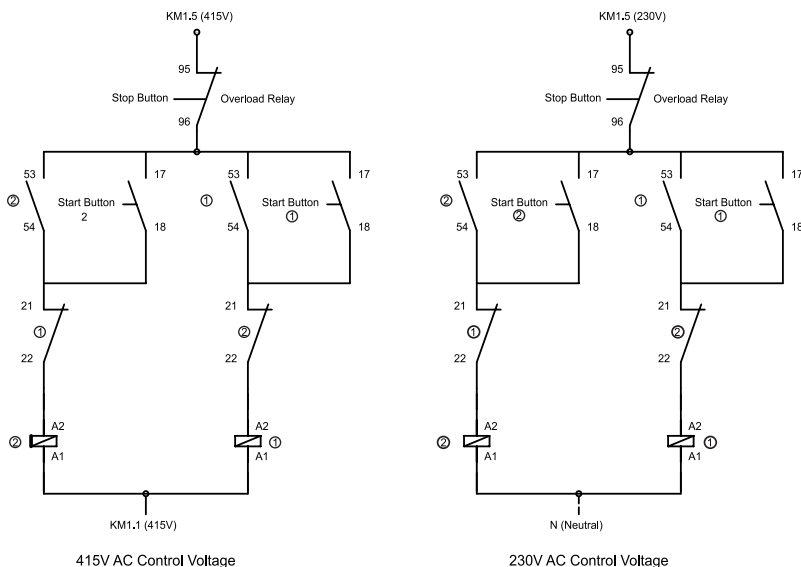 KM1.5 (415V)
95
Stop Button
Overload Relay
96
53
17
②
Start Button
2
54
18
53
17
①
Start Button
①
54
18
21
①
22
21
②
22
②
A2
A1
A2
①
A1
KM1.1 (415V)
415V AC Control Voltage
KM1.5 (230V)
95
Stop Button
Overload Relay
96
53
17
②
Start Button
②
54
18
53
17
①
Start Button
①
54
18
21
①
22
21
②
22
A2
②
A1
A2
①
A1
N (Neutral)
230V AC Control Voltage